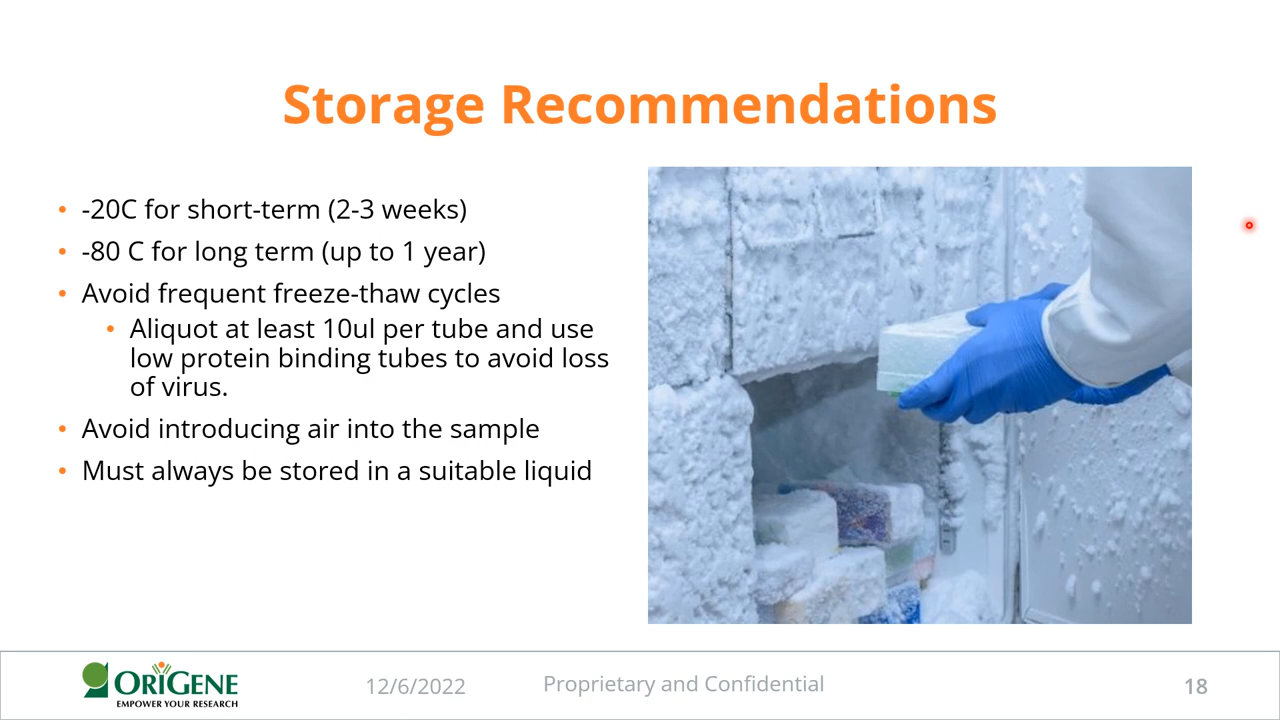 Storage Recommendations
• -20C for short-term (2-3 weeks)
• -80 C for long term (up to 1 year)
• Avoid frequent freeze-thaw cycles
• Aliquot at least 10ul per tube and use
low protein binding tubes to avoid loss
of virus.
• Avoid introducing air into the sample
• Must always be stored in a suitable liquid
ORIGENE
EMPOWER YOUR RESEARCH
12/6/2022
Proprietary and Confidential
18